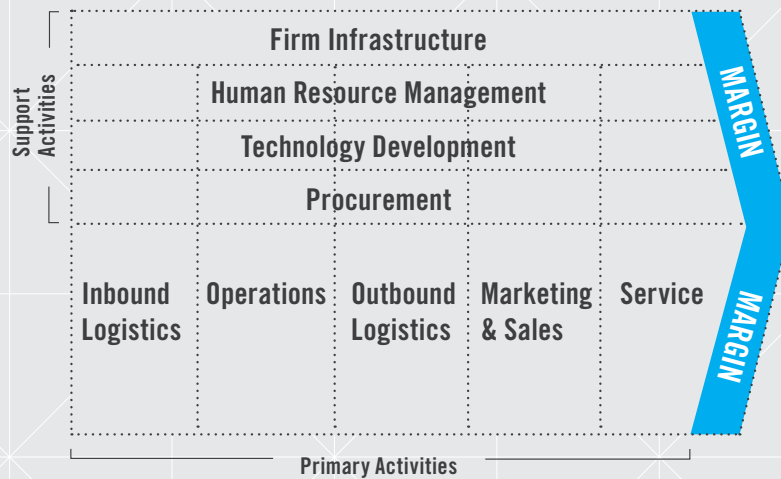 Support
Activities
Firm Infrastructure
Human Resource Management
Technology Development
Procurement
MARGIN
Inbound
Logistics
Operations
Outbound
Logistics
Marketing
& Sales
Service
MARGIN
Primary Activities